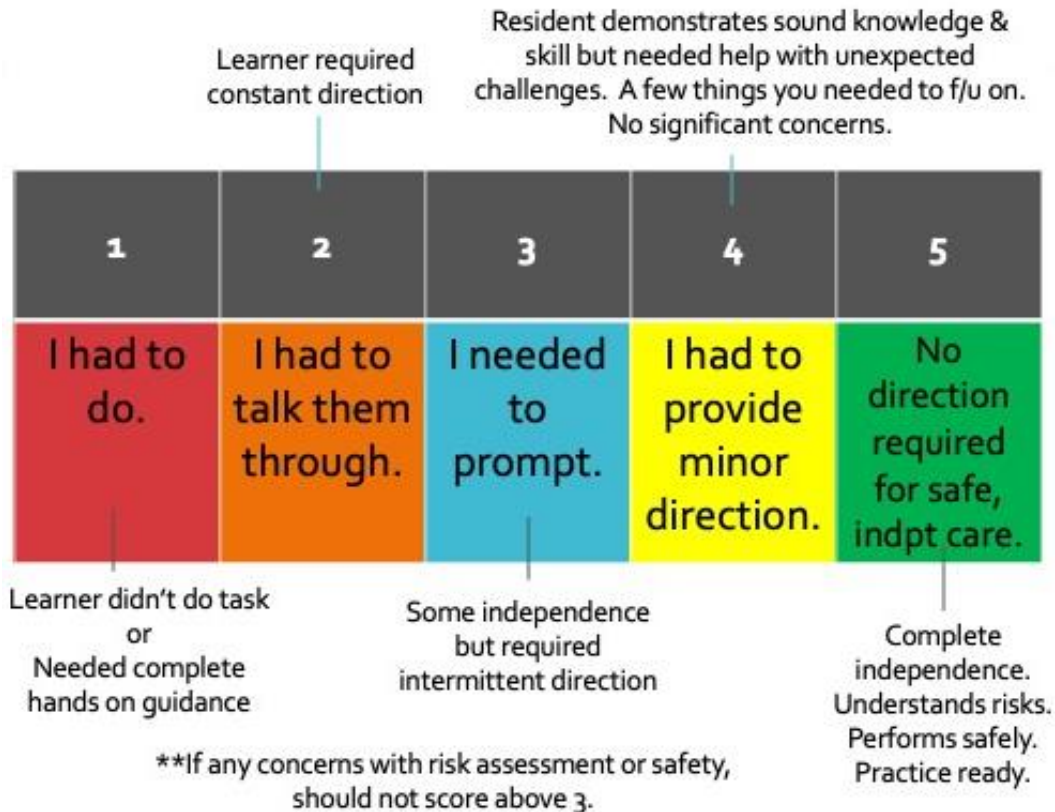 Learner required
constant direction
Resident demonstrates sound knowledge &
skill but needed help with unexpected
challenges. A few things you needed to f/u on.
No significant concerns.
1
2
3
4
5
I had to
do.
I had to
talk them
through.
I needed
to
prompt.
I had to
provide
minor
direction.
No
direction
required
for safe,
indpt care.
Learner didn't do task
or
Needed complete
hands on guidance
Some independence
but required
intermittent direction
Complete
independence.
Understands risks.
Performs safely.
Practice ready.
**If any concerns with risk assessment or safety,
should not score above 3.